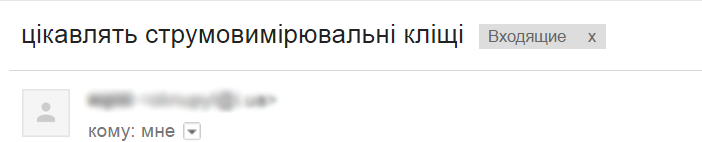 цікавлять струмовимірювальні кліщі Входящие x
кому: мне